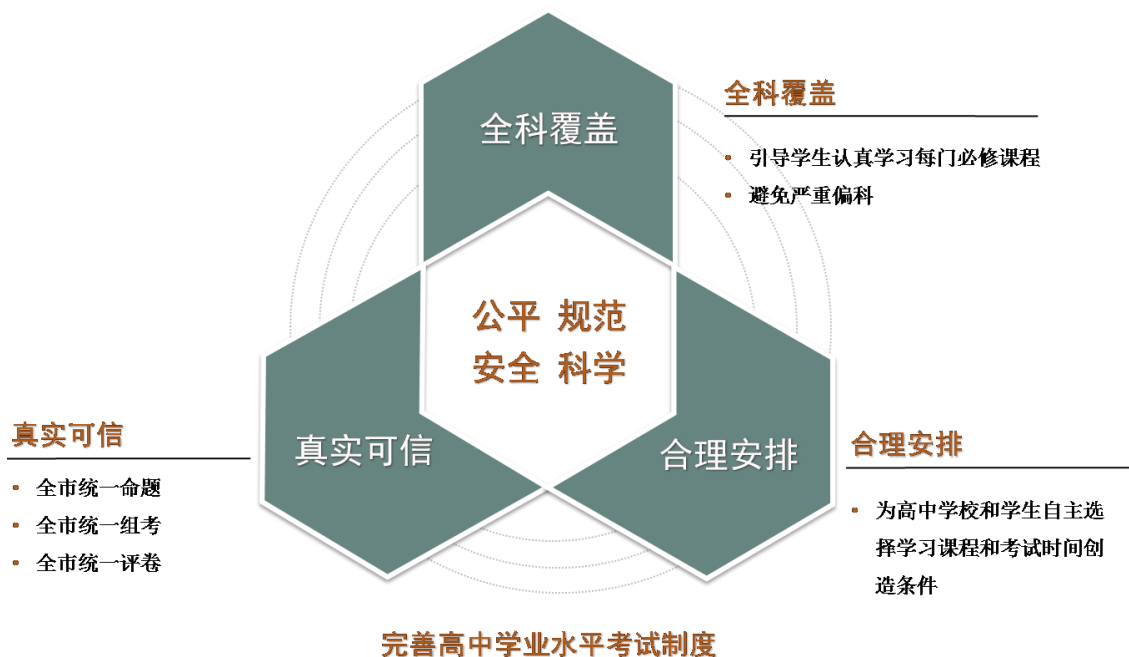 全科覆盖
全科覆盖
• 引导学生认真学习每门必修课程
• 避免严重偏科
公平 规范
安全 科学
真实可信
真实可信
• 全市统一命题
• 全市统一组考
• 全市统一评卷
合理安排
合理安排
• 为高中学校和学生自主选
择学习课程和考试时间创
造条件
完善高中学业水平考试制度